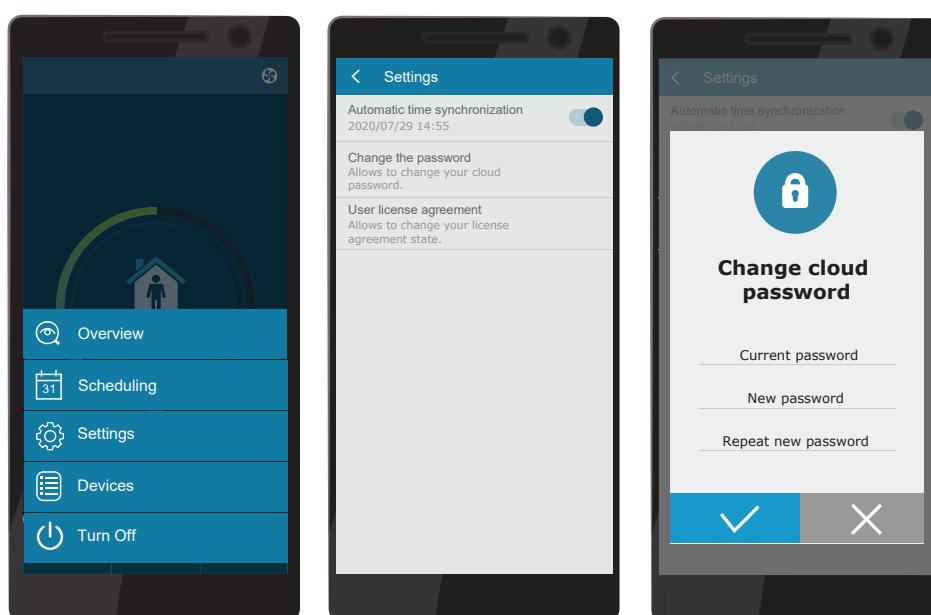 Overview
31
Scheduling
Settings
Devices
Turn Off
Settings
Automatic time synchronization
2020/07/29 14:55
Change the password
Allows to change your cloud
password.
User license agreement
Allows to change your license
agreement state.
Settings
Automatic time synchronization
Change cloud
password
Current password
New password
Repeat new password